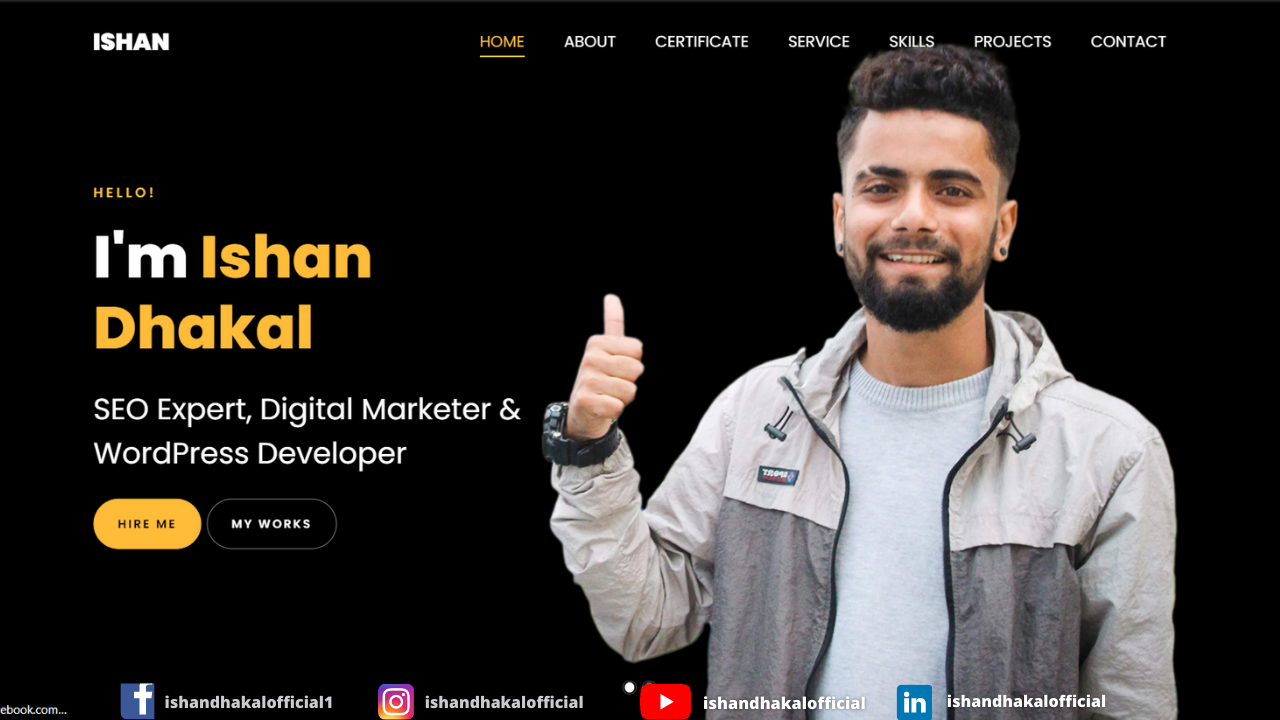 ISHAN HOME ABOUT CERTIFICATE SERVICE SKILLS PROJECTS CONTACT
HELLO!
I'm Ishan
Dhakal
SEO Expert, Digital Marketer &
WordPress Developer
HIRE ME MY WORKS
ishandhakalofficial1 ishandhakalofficial ishandhakalofficial in ishandhakalofficial
ebook.com...